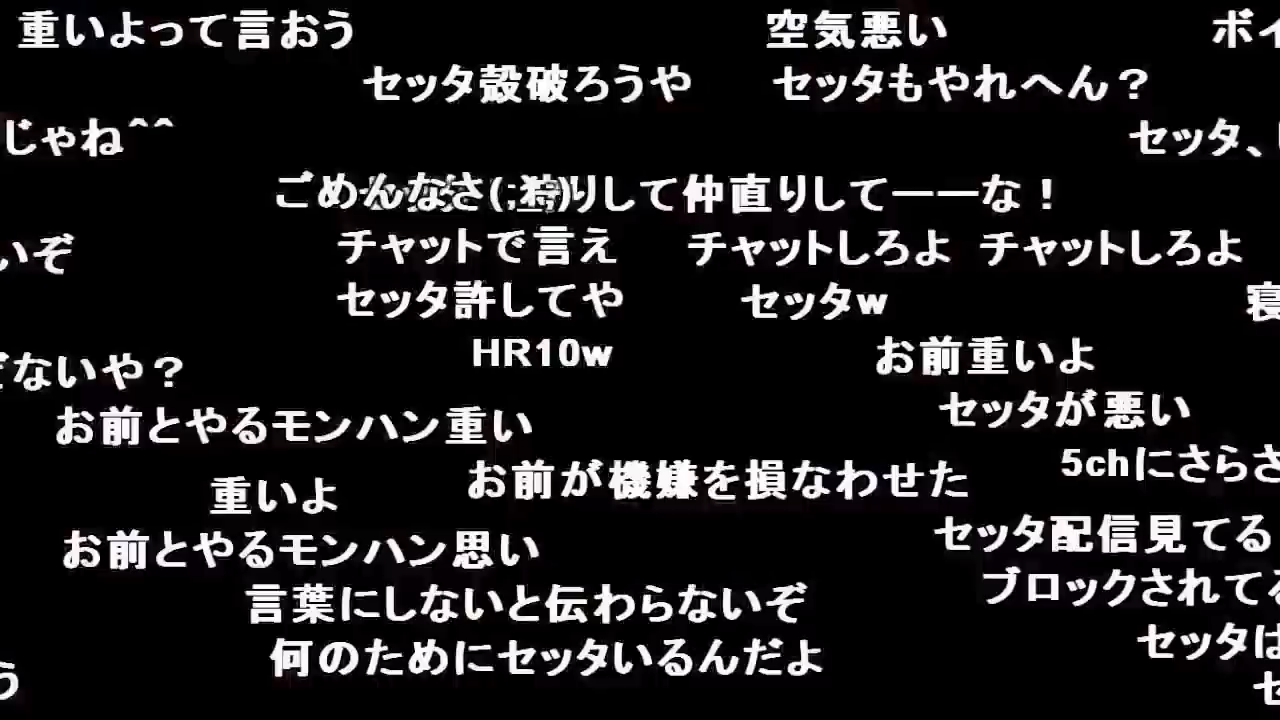 重いよって言おう 空気悪い ボイ
セッタ殻破ろうや セッタもやれへん？
じゃね^^ セッタ、
ごめんなさ(; 狩りして仲直りしてーーな！
いぞ チャットで言え チャットしろよ チャットしろよ
セッタ許してや セッタw 寝
HR10w お前重いよ
ないや？
お前とやるモンハン重い セッタが悪い
お前が機嫌を損なわせた 5chにさらさ
重いよ
お前とやるモンハン思い セッタ配信見てる
言葉にしないと伝わらないぞ ブロックされてる
何のためにセッタいるんだよ セッタは
う セ